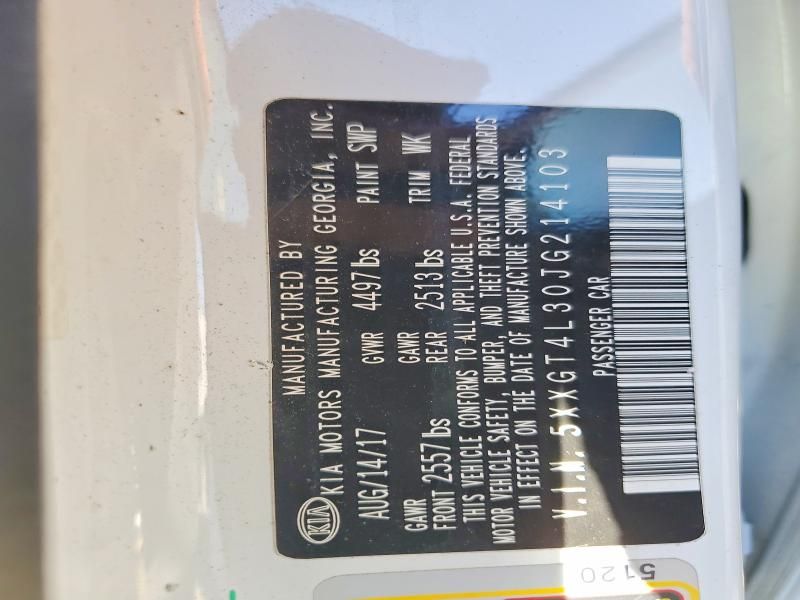 MANUFACTURED BY
KIA KIA MOTORS MANUFACTURING GEORGIA, INC.
AUG/14/17 GVWR 4497lbs PAINT SWP
GAWR GAWR
FRONT 2557lbs REAR 2513lbs TRIM WK
THIS VEHICLE CONFORMS TO ALL APPLICABLE U.S.A. FEDERAL
MOTOR VEHICLE SAFETY, BUMPER, AND THEFT PREVENTION STANDARDS
IN EFFECT ON THE DATE OF MANUFACTURE SHOWN ABOVE.
V.I.N. 5XXGT4L30JG214103
PASSENGER CAR
5120